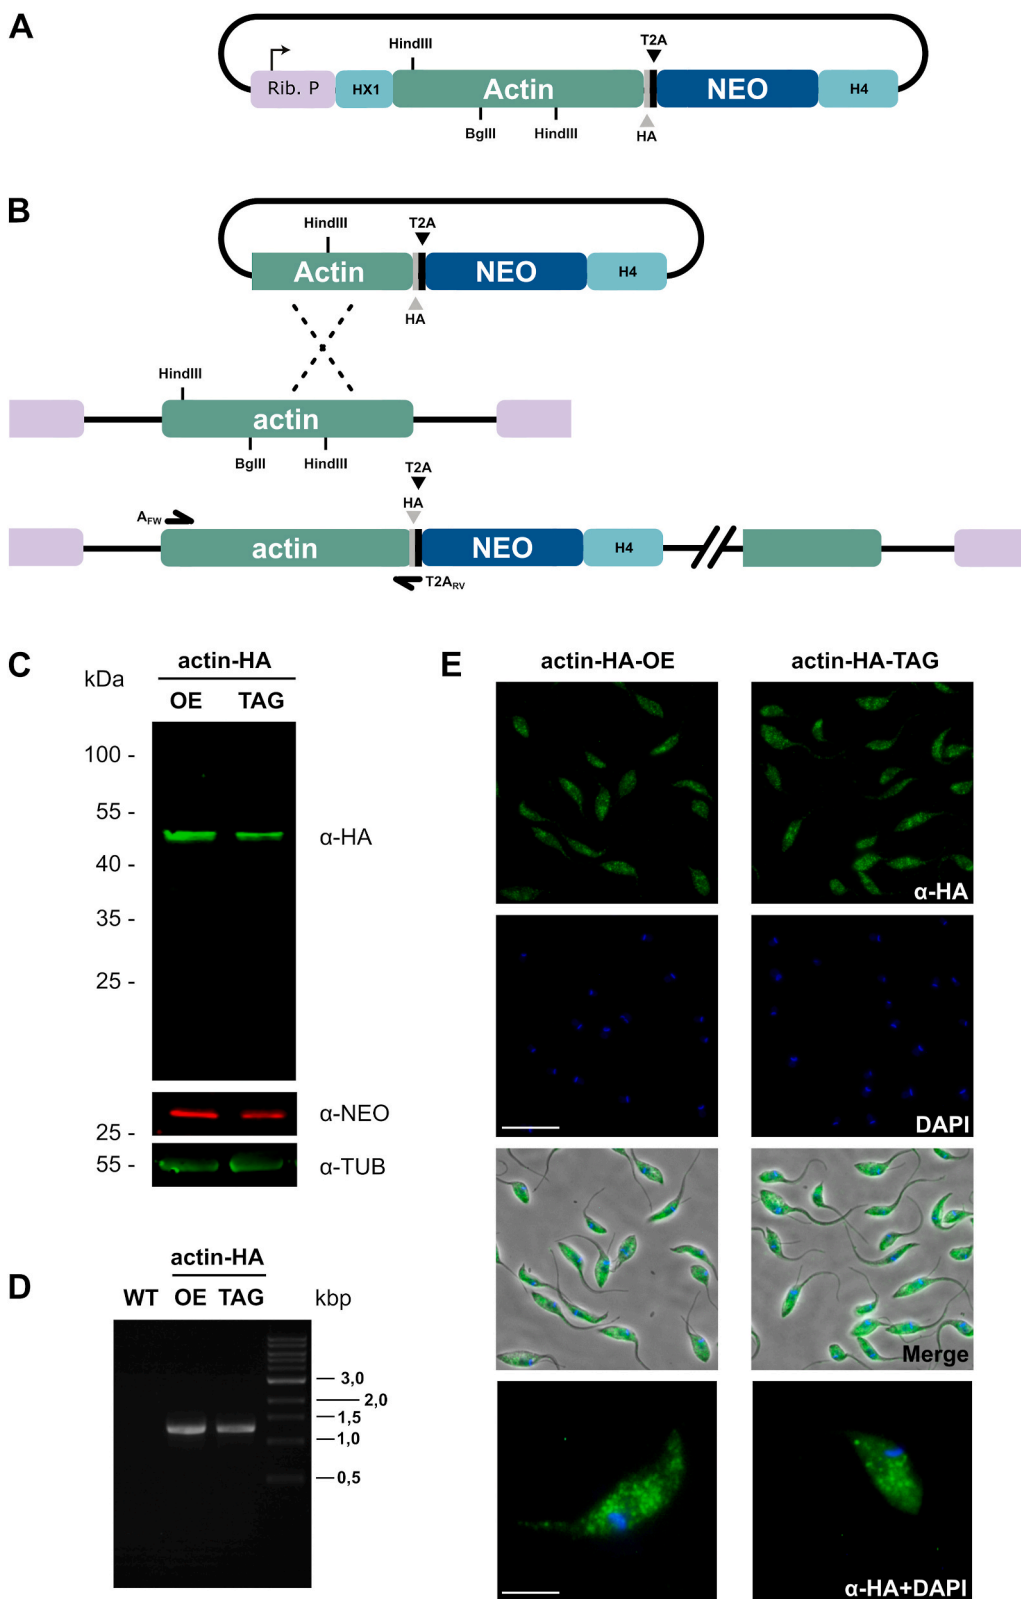 A
HindIII
T2A
Rib. P
HX1
Actin
NEO
H4
BglII
HindIII
HA
B
HindIII
T2A
Actin
NEO
H4
HA
HindIII
actin
BglII
HindIII
T2A
HA
AFW
actin
NEO
H4
T2ARV
C
actin-HA
kDa
OE TAG
100 -
55 -
α-HA
40 -
35 -
25 -
α-NEO
25 -
55 -
α-TUB
D
actin-HA
WT OE TAG kbp
3,0
2,0
1,5
1,0
0,5
E
actin-HA-OE actin-HA-TAG
α-HA
DAPI
Merge
α-HA+DAPI